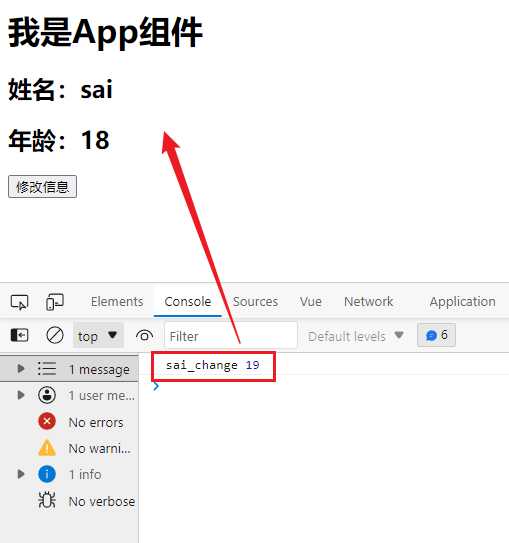 我是App组件
姓名：sai
年龄：18
修改信息
Elements Console Sources Vue Network Application
top Filter Default levels 6
1 message
sai_change 19
1 user me...
No errors
No warni...
1 info
No verbose